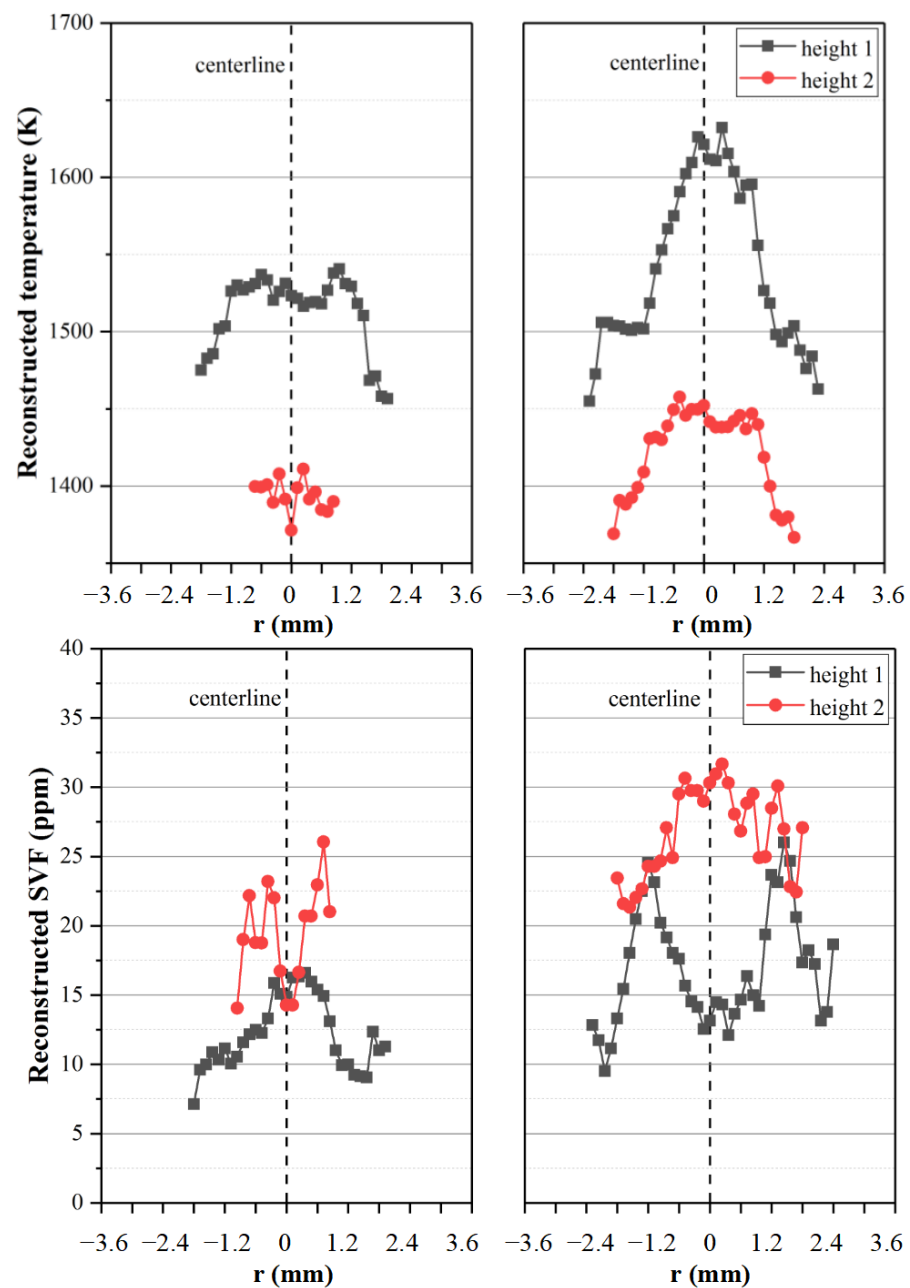 1700
1600
1500
1400
Reconstructed temperature (K)
centerline
−3.6 −2.4 −1.2 0 1.2 2.4 3.6
r (mm)
centerline
height 1
height 2
−3.6 −2.4 −1.2 0 1.2 2.4 3.6
r (mm)
40
35
30
25
20
15
10
5
0
Reconstructed SVF (ppm)
centerline
−3.6 −2.4 −1.2 0 1.2 2.4 3.6
r (mm)
centerline
height 1
height 2
−3.6 −2.4 −1.2 0 1.2 2.4 3.6
r (mm)